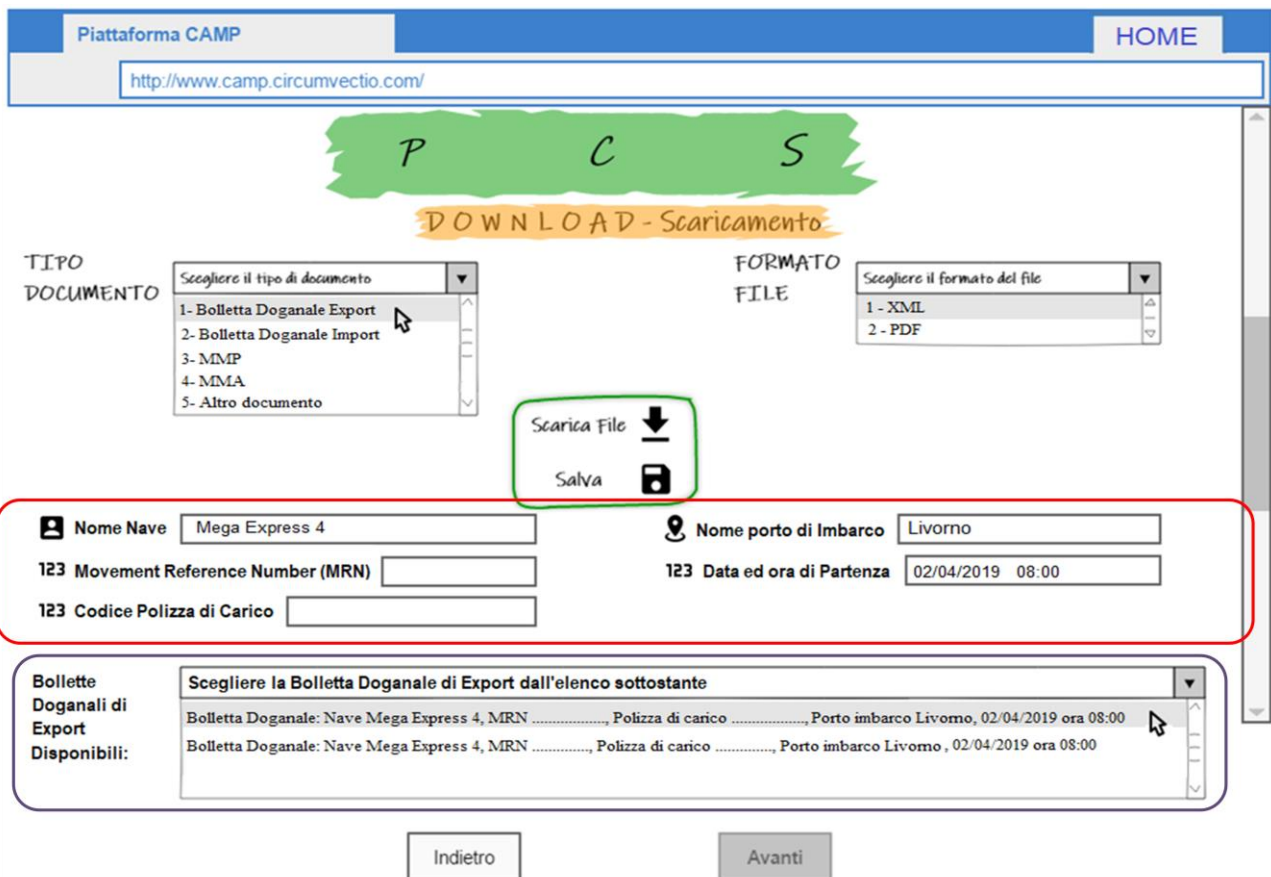 Piattaforma CAMP
HOME
http://www.camp.circumvectio.com/
P C S
DOWNLOAD - Scaricamento
TIPO
DOCUMENTO
Scegliere il tipo di documento
1- Bolletta Doganale Export
2- Bolletta Doganale Import
3- MMP
4- MMA
5- Altro documento
FORMATO
FILE
Scegliere il formato del file
1 - XML
2 - PDF
Scarica File
Salva
Nome Nave Mega Express 4
Nome porto di Imbarco Livorno
123 Movement Reference Number (MRN)
123 Data ed ora di Partenza 02/04/2019 08:00
123 Codice Polizza di Carico
Bollette
Doganali di
Export
Disponibili:
Scegliere la Bolletta Doganale di Export dall'elenco sottostante
Bolletta Doganale: Nave Mega Express 4, MRN ................, Polizza di carico ................, Porto imbarco Livorno, 02/04/2019 ora 08:00
Bolletta Doganale: Nave Mega Express 4, MRN ............., Polizza di carico ............., Porto imbarco Livorno , 02/04/2019 ora 08:00
Indietro
Avanti